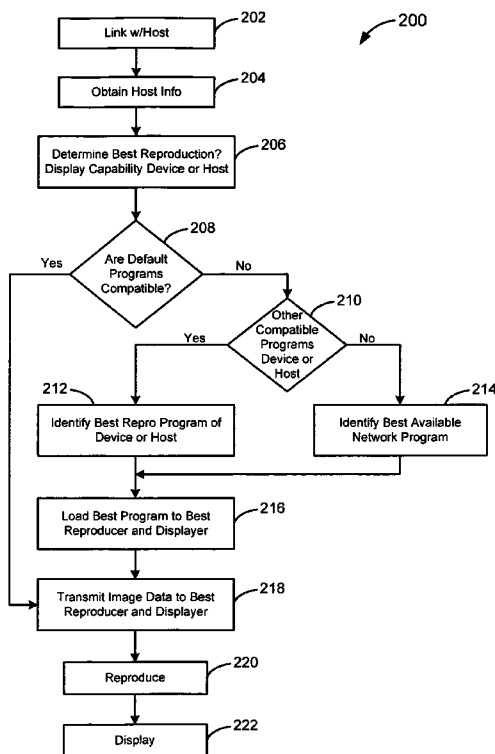 202
Link w/Host
200
204
Obtain Host Info
206
Determine Best Reproduction?
Display Capability Device or Host
208
Yes
Are Default
Programs
Compatible?
No
210
Other
Compatible
Programs
Device or
Host
Yes
No
212
214
Identify Best Repro Program of
Device or Host
Identify Best Available
Network Program
216
Load Best Program to Best
Reproducer and Displayer
218
Transmit Image Data to Best
Reproducer and Displayer
220
Reproduce
222
Display